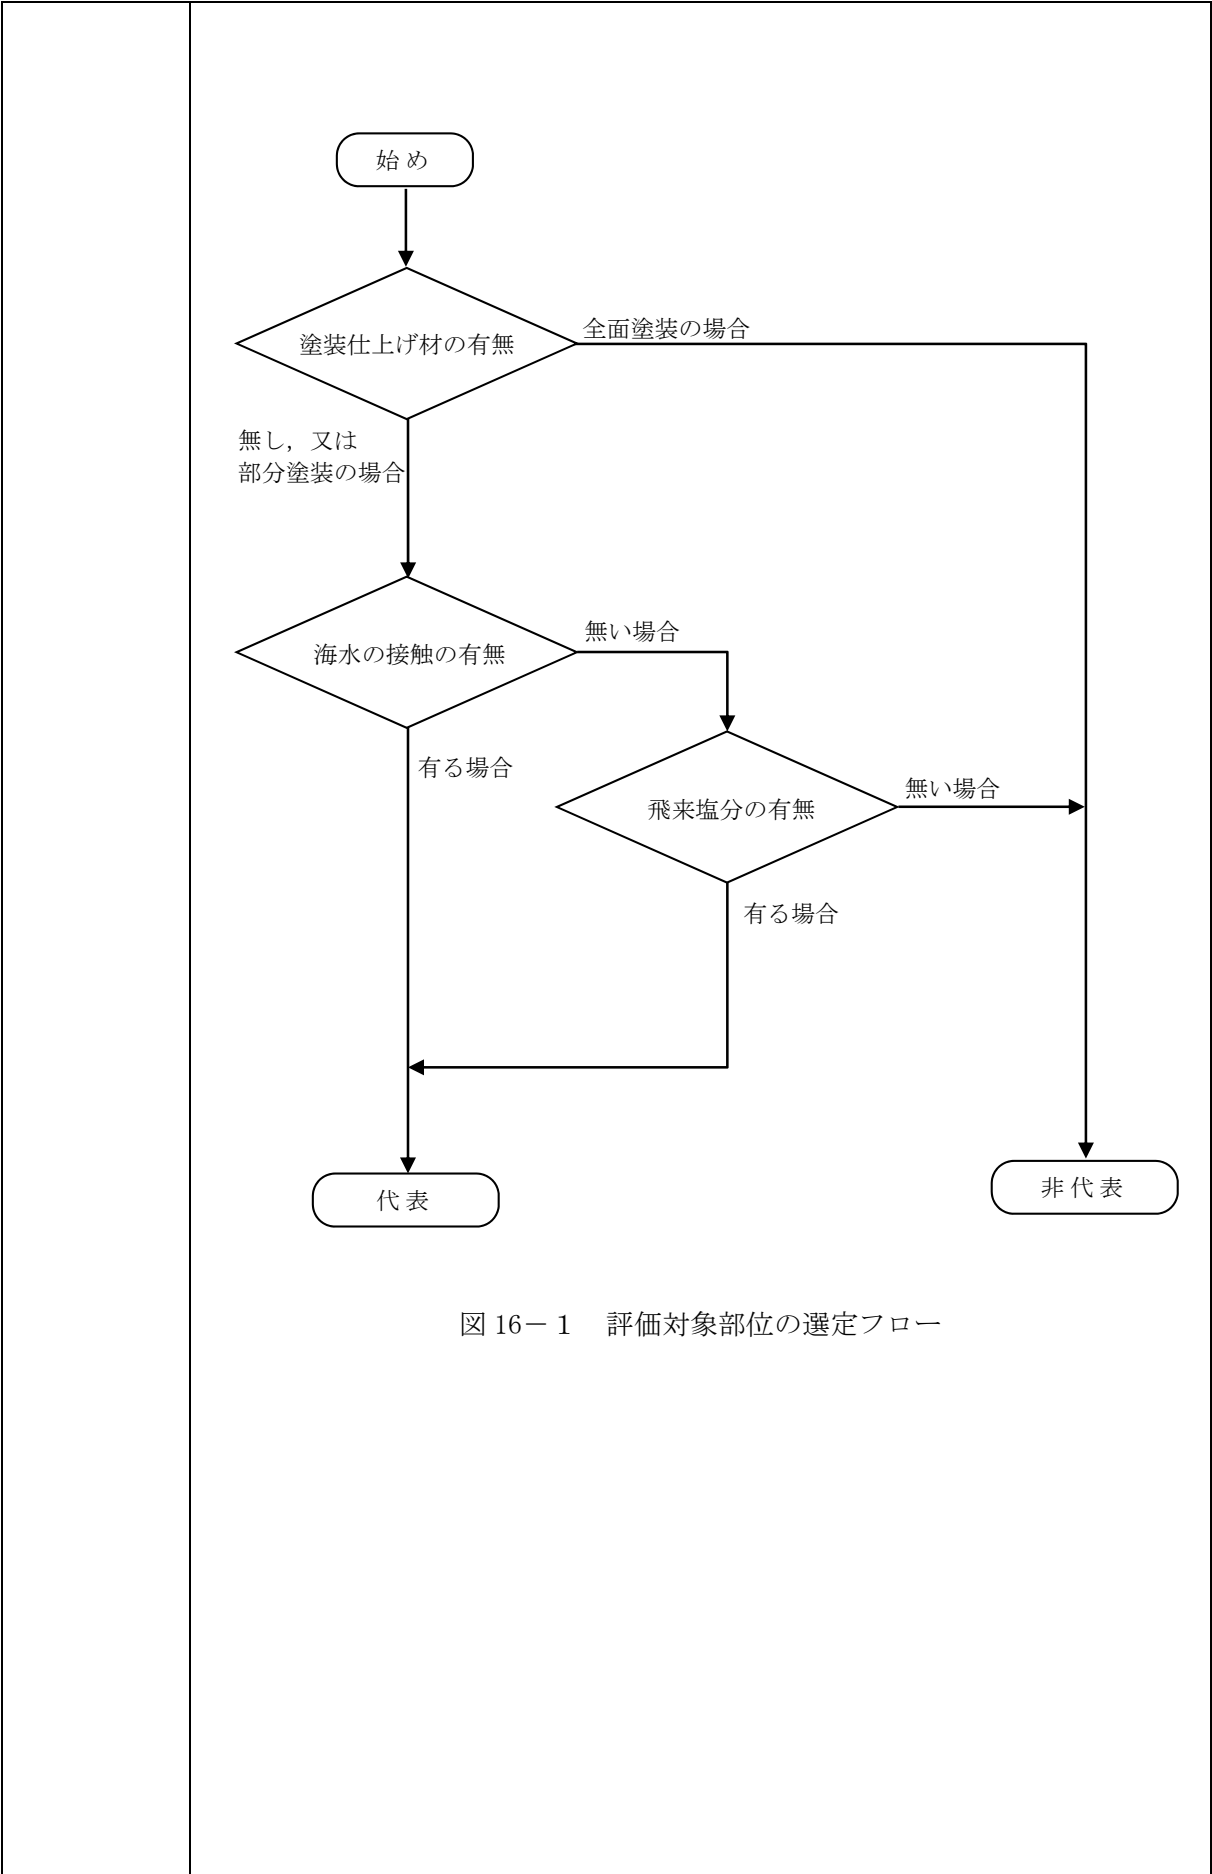 始め
塗装仕上げ材の有無
全面塗装の場合
無し，又は
部分塗装の場合
海水の接触の有無
無い場合
有る場合
飛来塩分の有無
無い場合
有る場合
代表
非代表
図 16－１　評価対象部位の選定フロー